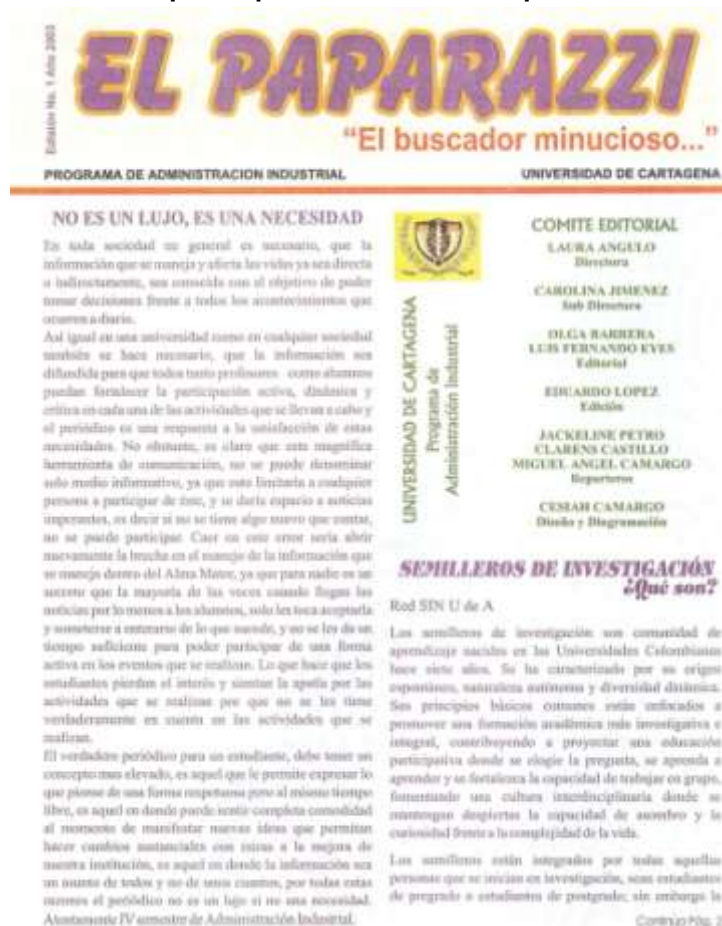 Edición No. 1 Año 2003
EL PAPARAZZI
“El buscador minucioso...”
PROGRAMA DE ADMINISTRACION INDUSTRIAL
UNIVERSIDAD DE CARTAGENA
NO ES UN LUJO, ES UNA NECESIDAD
En toda sociedad en general es necesario, que la
información que se maneja y afecta las vidas ya sea directa
o indirectamente, sea conocida con el objetivo de poder
tomar decisiones frente a todos los acontecimientos que
ocurren a diario.
Así igual en una universidad como en cualquier sociedad
también se hace necesario, que la información sea
difundida para que todos tanto profesores como alumnos
puedan fortalecer la participación activa, dinámica y
crítica en cada una de las actividades que se llevan a cabo y
el periódico es una respuesta a la satisfacción de estas
necesidades. No obstante, es claro que esta magnífica
herramienta de comunicación, no se puede denominar
solo medio informativo, ya que esto limitaría a cualquier
persona a participar de éste, y se daría espacio a noticias
imperantes, es decir si no se tiene algo nuevo que contar,
no se puede participar. Caer en este error sería abrir
nuevamente la brecha en el manejo de la información que
se maneja dentro del Alma Mater, ya que para nadie es un
secreto que la mayoría de las veces cuando llegan las
noticias por lo menos a los alumnos, solo les toca aceptarla
y someterse a enterarse de lo que sucede, y no se les da un
tiempo suficiente para poder participar de una forma
activa en los eventos que se realizan. Lo que hace que los
estudiantes pierdan el interés y sientan la apatía por las
actividades que se realizan por que no se les tiene
verdaderamente en cuenta en las actividades que se
realizan.
El verdadero periódico para un estudiante, debe tener un
concepto mas elevado, es aquel que le permite expresar lo
que piense de una forma respetuosa pero al mismo tiempo
libre, es aquel en donde puede sentir completa comodidad
al momento de manifestar nuevas ideas que permitan
hacer cambios sustanciales con miras a la mejora de
nuestra institución, es aquel en donde la información sea
un asunto de todos y no de unos cuantos, por todas estas
razones el periódico no es un lujo si no una necesidad.
Atentamente IV semestre de Administración Industrial.
UNIVERSIDAD DE CARTAGENA
Programa de
Administración Industrial
COMITE EDITORIAL
LAURA ANGULO
Directora
CAROLINA JIMENEZ
Sub Directora
OLGA BARRERA
LUIS FERNANDO EYES
Editorial
EDUARDO LOPEZ
Edición
JACKELINE PETRO
CLARENS CASTILLO
MIGUEL ANGEL CAMARGO
Reporteros
CESIAH CAMARGO
Diseño y Diagramación
SEMILLEROS DE INVESTIGACIÓN
¿Qué son?
Red SIN U de A
Los semilleros de investigación son comunidad de
aprendizaje nacidos en las Universidades Colombianas
hace siete años. Se ha caracterizado por su origen
espontáneo, naturaleza autónoma y diversidad dinámica.
Sus principios básicos comunes están enfocados a
promover una formación académica más investigativa e
integral, contribuyendo a proyectar una educación
participativa donde se elogie la pregunta, se aprenda a
aprender y se fortalezca la capacidad de trabajar en grupo,
fomentando una cultura interdisciplinaria donde se
mantengan despiertas la capacidad de asombro y la
curiosidad frente a la complejidad de la vida.
Los semilleros están integrados por todas aquellas
personas que se inician en investigación, sean estudiantes
de pregrado o estudiantes de postgrado; sin embargo la
Continúa Pág. 2